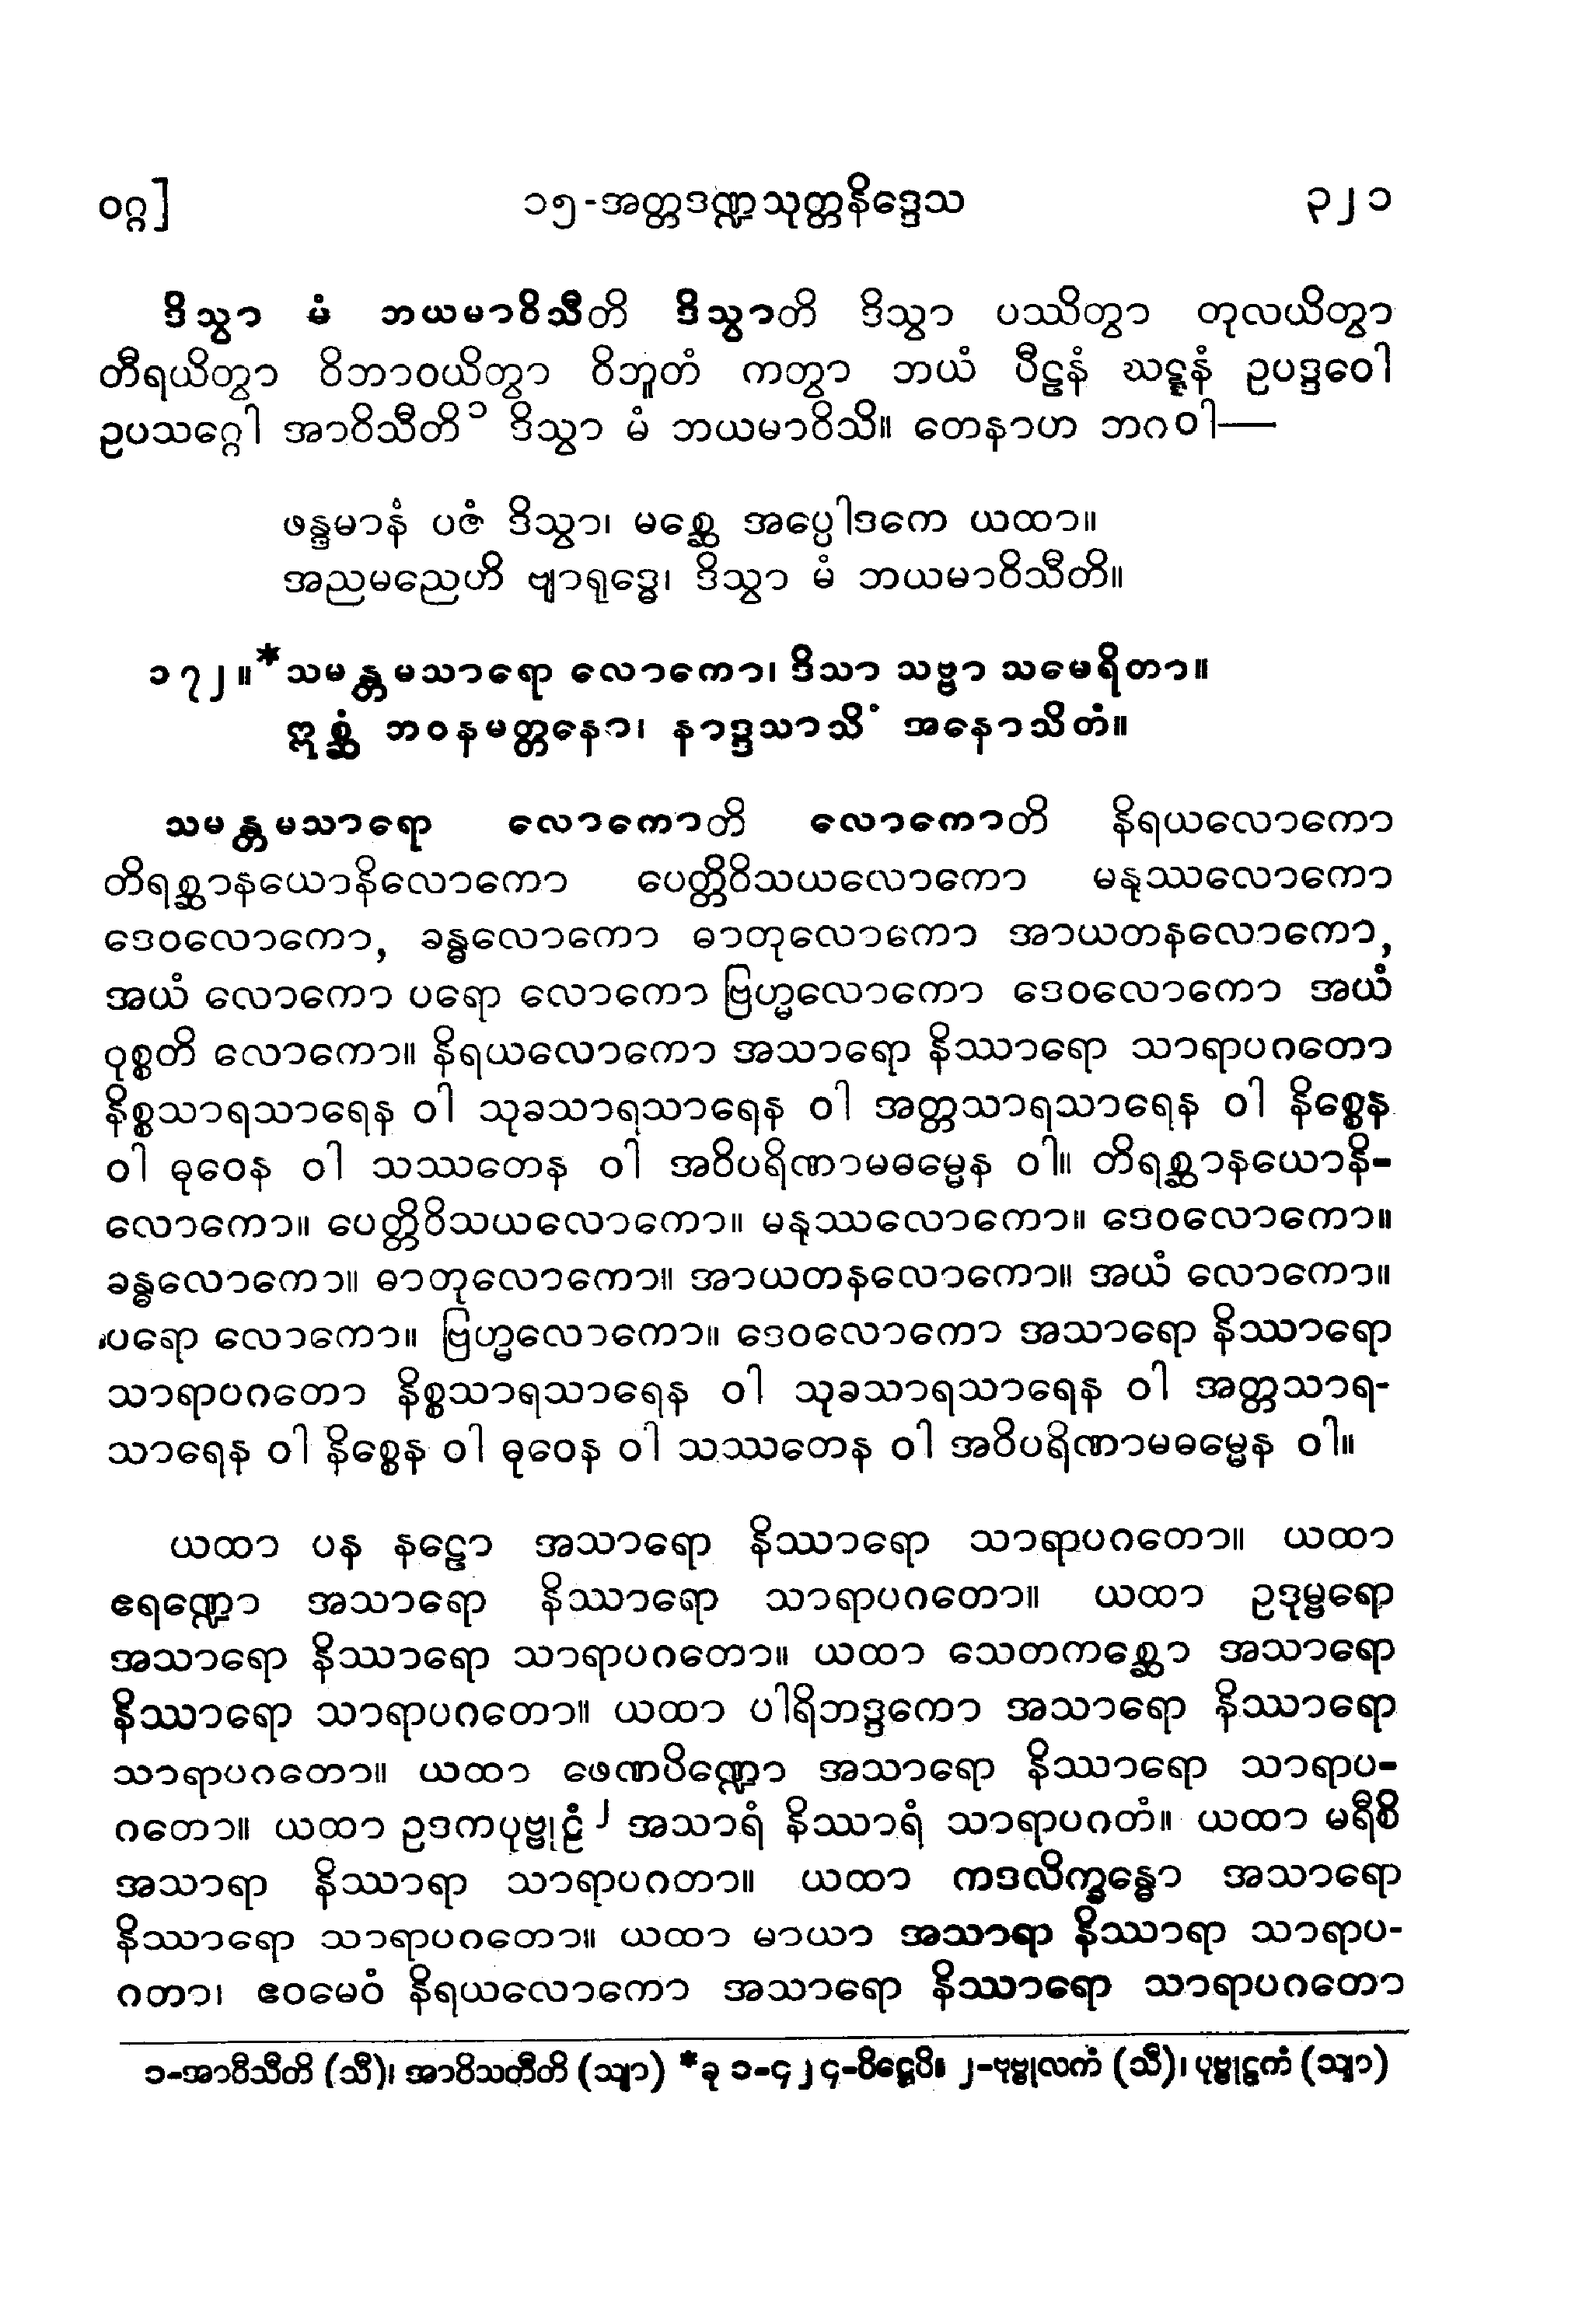 ဝဂ္ဂ] ၁၅-အတ္တဒဏ္ဍသုတ္တနိဒ္ဒေသ ၃၂၁
ဒိသွာ မံ ဘယမာဝိသီတိ ဒိသွာတိ ဒိသွာ ပဿိတွာ တုလယိတွာ
တီရယိတွာ ဝိဘာဝယိတွာ ဝိဘူတံ ကတွာ ဘယံ ပီဠနံ ဃဋ္ဋနံ ဥပဒ္ဒဝေါ
ဥပသဂ္ဂေါ အာဝိသီတိ၁ ဒိသွာ မံ ဘယမာဝိသိ။ တေနာဟ ဘဂဝါ—
ဖန္ဒမာနံ ပဇံ ဒိသွာ၊ မစ္ဆေ အပ္ပေါဒကေ ယထာ။
အညမညေဟိ ဗျာရုဒ္ဓေ၊ ဒိသွာ မံ ဘယမာဝိသီတိ။
၁၇၂။*သမန္တမသာရော လောကော၊ ဒိသာ သဗ္ဗာ သမေရိတာ။
ဣစ္ဆံ ဘဝနမတ္တနော၊ နာဒ္ဒသာသိံ အနောသိတံ။
သမန္တမသာရော လောကောတိ လောကောတိ နိရယလောကော
တိရစ္ဆာနယောနိလောကော ပေတ္တိဝိသယလောကော မနုဿလောကော
ဒေဝလောကော, ခန္ဓလောကော ဓာတုလောကော အာယတနလောကော,
အယံ လောကော ပရော လောကော ဗြဟ္မလောကော ဒေဝလောကော အယံ
ဝုစ္စတိ လောကော။ နိရယလောကော အသာရော နိဿာရော သာရာပဂတော
နိစ္စသာရသာရေန ဝါ သုခသာရသာရေန ဝါ အတ္တသာရသာရေန ဝါ နိစ္စေန
ဝါ ဓုဝေန ဝါ သဿတေန ဝါ အဝိပရိဏာမဓမ္မေန ဝါ။ တိရစ္ဆာနယောနိ-
လောကော။ ပေတ္တိဝိသယလောကော။ မနုဿလောကော။ ဒေဝလောကော။
ခန္ဓလောကော။ ဓာတုလောကော။ အာယတနလောကော။ အယံ လောကော။
ပရော လောကော။ ဗြဟ္မလောကော။ ဒေဝလောကော အသာရော နိဿာရော
သာရာပဂတော နိစ္စသာရသာရေန ဝါ သုခသာရသာရေန ဝါ အတ္တသာရ-
သာရေန ဝါ နိစ္စေန ဝါ ဓုဝေန ဝါ သဿတေန ဝါ အဝိပရိဏာမဓမ္မေန ဝါ။
ယထာ ပန နဠော အသာရော နိဿာရော သာရာပဂတော။ ယထာ
ဧရဏ္ဍော အသာရော နိဿာရော သာရာပဂတော။ ယထာ ဥဒုမ္ဗရော
အသာရော နိဿာရော သာရာပဂတော။ ယထာ သေတကစ္ဆော အသာရော
နိဿာရော သာရာပဂတော။ ယထာ ပါရိဘဒ္ဒကော အသာရော နိဿာရော
သာရာပဂတော။ ယထာ ဖေဏပိဏ္ဍော အသာရော နိဿာရော သာရာပ-
ဂတော။ ယထာ ဥဒကပုဗ္ဗုဠံ၂ အသာရံ နိဿာရံ သာရာပဂတံ။ ယထာ မရီစိ
အသာရာ နိဿာရာ သာရာပဂတာ။ ယထာ ကဒလိက္ခန္ဓော အသာရော
နိဿာရော သာရာပဂတော။ ယထာ မာယာ အသာရာ နိဿာရာ သာရာပ-
ဂတာ၊ ဧဝမေဝံ နိရယလောကော အသာရော နိဿာရော သာရာပဂတော
၁-အာဝီသီတိ (သီ)၊ အာဝိသတီတိ (သျာ) *ခု ၁-၄၂၄-ပိဋ္ဌေပိ။ ၂-ဗုဗ္ဗုလကံ (သီ)၊ ပုဗ္ဗုဠကံ (သျာ)